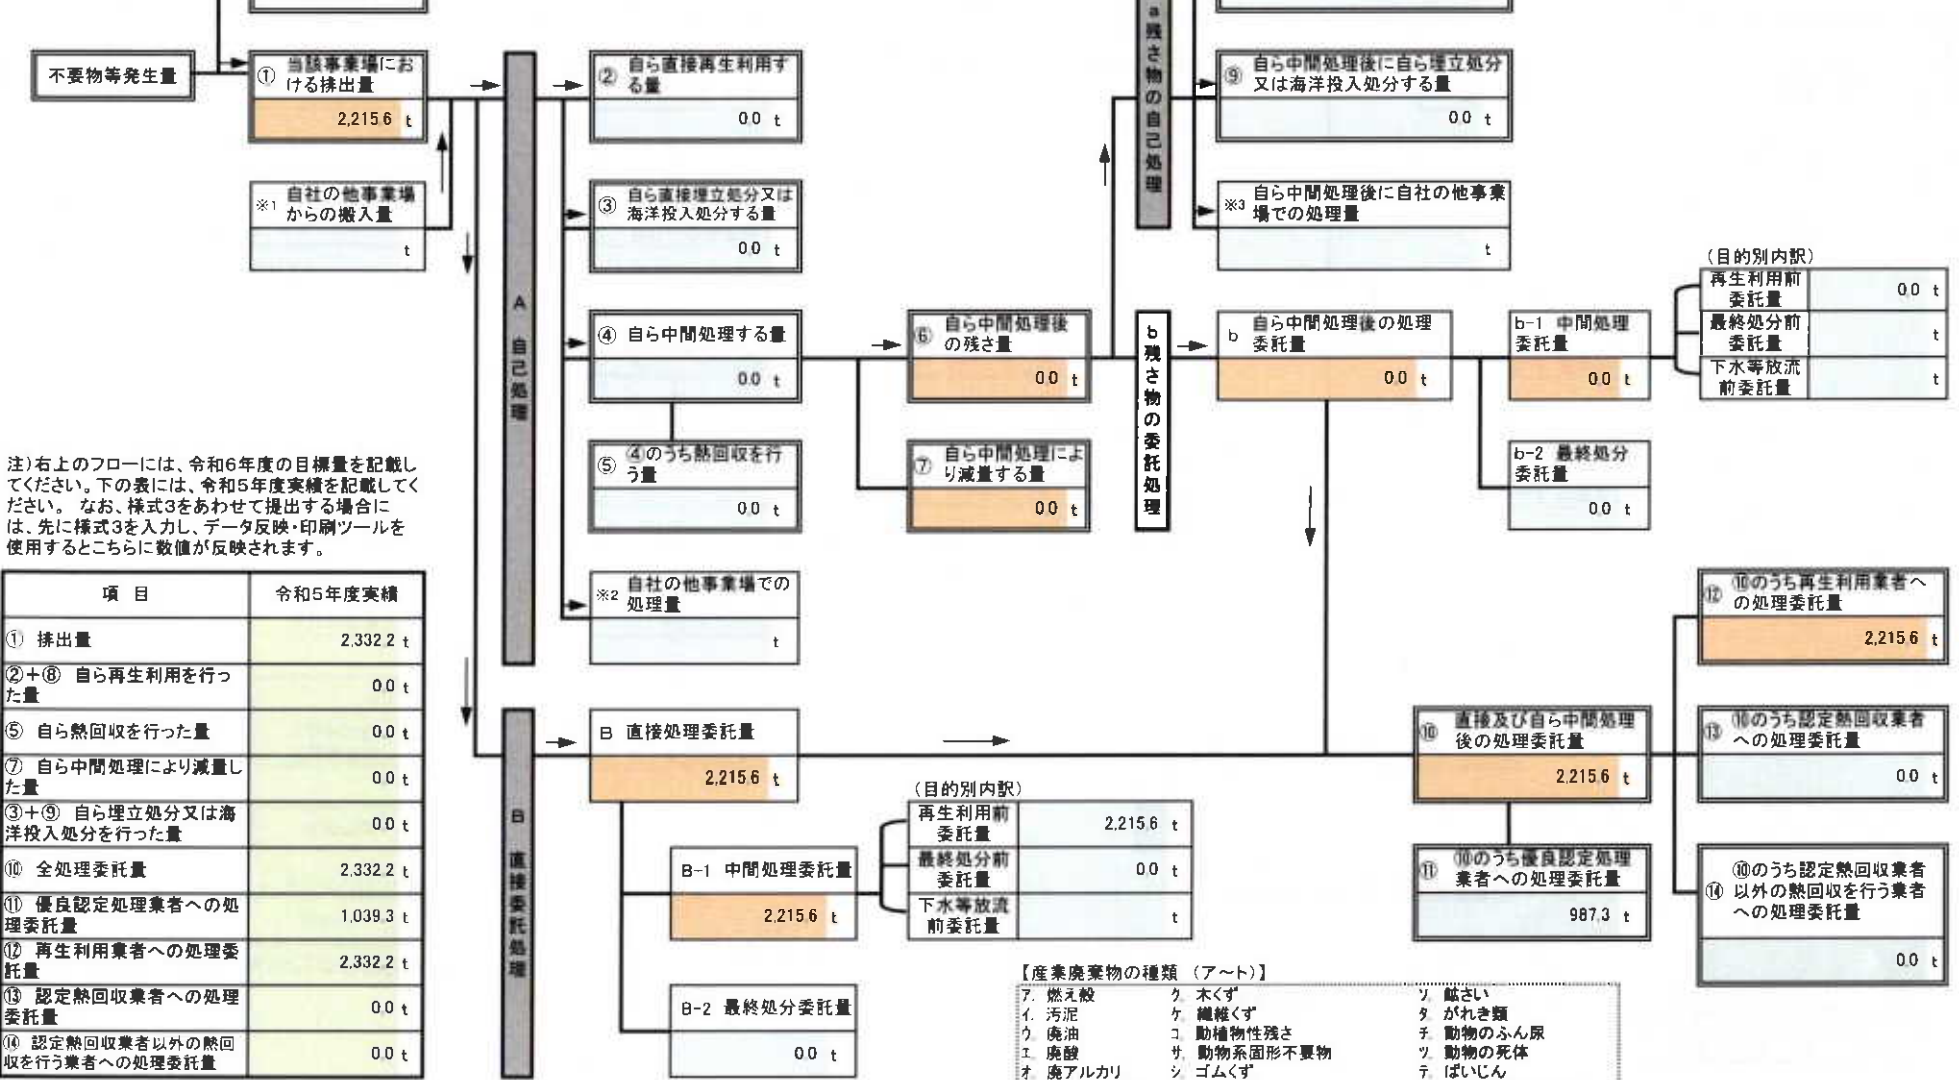 不要物等発生量
① 当該事業場にお
ける排出量
2,215.6 t
※1 自社の他事業場
からの搬入量
t
A 自己処理
② 自ら直接再生利用す
る量
0.0 t
③ 自ら直接埋立処分又は
海洋投入処分する量
0.0 t
④ 自ら中間処理する量
0.0 t
⑤ ④のうち熱回収を行
う量
0.0 t
※2 自社の他事業場での
処理量
t
⑥ 自ら中間処理後
の残さ量
0.0 t
⑦ 自ら中間処理によ
り減量する量
0.0 t
a 残さ物の自己処理
⑨ 自ら中間処理後に自ら埋立処分
又は海洋投入処分する量
0.0 t
※3 自ら中間処理後に自社の他事業
場での処理量
t
b 残さ物の委託処理
b 自ら中間処理後の処理
委託量
0.0 t
b-1 中間処理
委託量
0.0 t
(目的別内訳)
再生利用前
委託量
0.0 t
最終処分前
委託量
t
下水等放流
前委託量
t
b-2 最終処分
委託量
0.0 t
注)右上のフローには、令和6年度の目標量を記載し
てください。下の表には、令和5年度実績を記載してく
ださい。 なお、様式3をあわせて提出する場合に
は、先に様式3を入力し、データ反映・印刷ツールを
使用するとこちらに数値が反映されます。
項 目 令和5年度実績
① 排出量 2,332.2 t
②+⑧ 自ら再生利用を行っ
た量
0.0 t
⑤ 自ら熱回収を行った量 0.0 t
⑦ 自ら中間処理により減量し
た量
0.0 t
③+⑨ 自ら埋立処分又は海
洋投入処分を行った量
0.0 t
⑩ 全処理委託量 2,332.2 t
⑪ 優良認定処理業者への処
理委託量
1,039.3 t
⑫ 再生利用業者への処理委
託量
2,332.2 t
⑬ 認定熱回収業者への処理
委託量
0.0 t
⑭ 認定熱回収業者以外の熱回
収を行う業者への処理委託量
0.0 t
B 直接委託処理
B 直接処理委託量
2,215.6 t
B-1 中間処理委託量
2,215.6 t
(目的別内訳)
再生利用前
委託量
2,215.6 t
最終処分前
委託量
0.0 t
下水等放流
前委託量
t
B-2 最終処分委託量
0.0 t
⑩ 直接及び自ら中間処理
後の処理委託量
2,215.6 t
⑪ ⑩のうち優良認定処理
業者への処理委託量
987.3 t
⑫ ⑩のうち再生利用業者へ
の処理委託量
2,215.6 t
⑬ ⑩のうち認定熱回収業者
への処理委託量
0.0 t
⑭ ⑩のうち認定熱回収業者
以外の熱回収を行う業者
への処理委託量
0.0 t
【産業廃棄物の種類 (ア~ト)】
ア. 燃え殻 ク. 木くず ソ. 鉱さい
イ. 汚泥 ケ. 繊維くず タ. がれき類
ウ. 廃油 コ. 動植物性残さ チ. 動物のふん尿
エ. 廃酸 サ. 動物系固形不要物 ツ. 動物の死体
オ. 廃アルカリ シ. ゴムくず テ. ばいじん